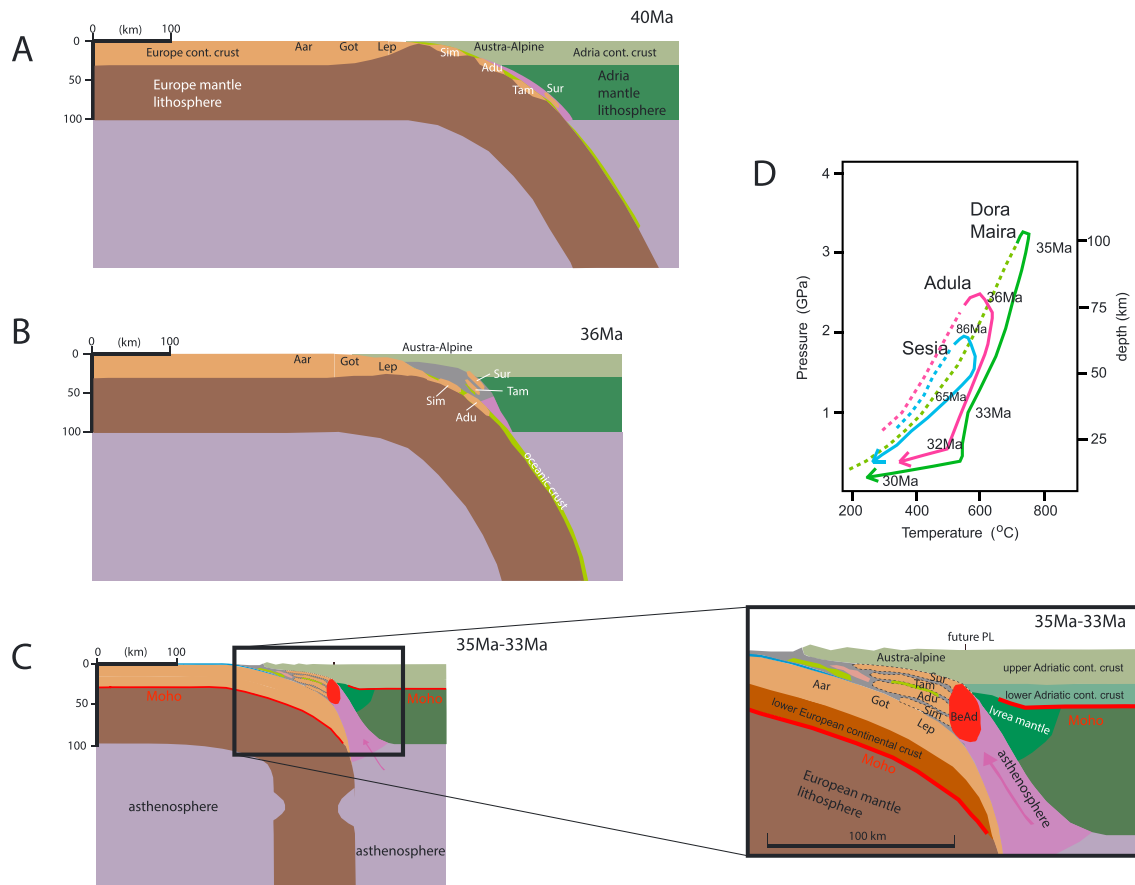 A
0 (km) 100
40Ma
0
50
100
Europe cont. crust
Aar
Got
Lep
Sim
Austra-Alpine
Adria cont. crust
Adu
Tam
Sur
Europe mantle
lithosphere
Adria
mantle
lithosphere
B
0 (km) 100
36Ma
0
50
100
Austra-Alpine
Aar
Got
Lep
Sur
Tam
Sim
Adu
oceanic crust
C
0 (km) 100
35Ma-33Ma
0
50
100
Moho
Moho
asthenosphere
asthenosphere
D
4
3
2
1
Pressure (GPa)
Dora
Maira
35Ma
Adula
36Ma
86Ma
Sesia
65Ma
33Ma
32Ma
30Ma
100
75
50
25
depth (km)
200 400 600 800
Temperature (°C)
35Ma-33Ma
future PL
Austra-alpine
upper Adriatic cont. crust
Sur
Tam
Adu
Sim
Lep
Aar
Got
BeAd
lower Adriatic cont. crust
Ivrea mantle
Moho
lower European continental crust
Moho
asthenosphere
European mantle
lithosphere
100 km